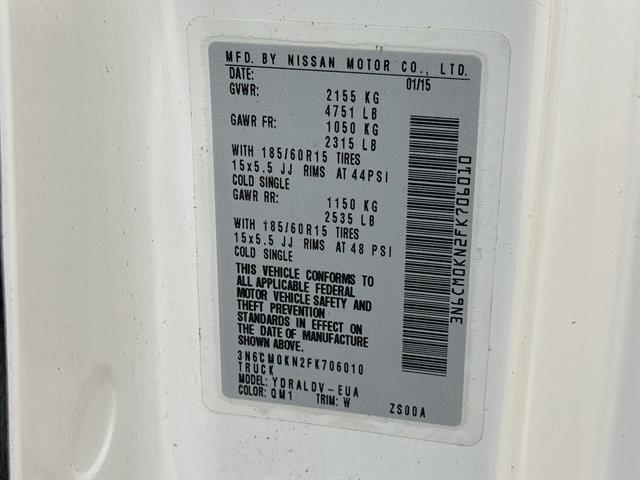 MFD. BY NISSAN MOTOR CO., LTD.
DATE: 01/15
GVWR: 2155 KG
4751 LB
GAWR FR: 1050 KG
2315 LB
WITH 185/60R15 TIRES
15x5.5 JJ RIMS AT 44PSI
COLD SINGLE
GAWR RR: 1150 KG
2535 LB
WITH 185/60R15 TIRES
15x5.5 JJ RIMS AT 48 PSI
COLD SINGLE
THIS VEHICLE CONFORMS TO
ALL APPLICABLE FEDERAL
MOTOR VEHICLE SAFETY AND
THEFT PREVENTION
STANDARDS IN EFFECT ON
THE DATE OF MANUFACTURE
SHOWN ABOVE.
3N6CM0KN2FK706010
TRUCK
MODEL: YDRALDV-EUA
COLOR: QM1 TRIM: W ZS00A
3N6CM0KN2FK706010